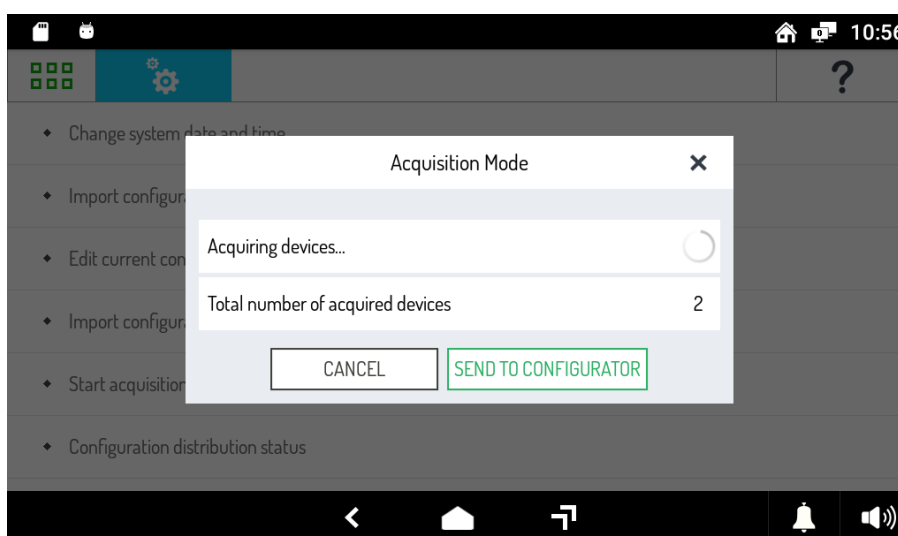 10:56
?
Change system date and time
Acquisition Mode
Import configur
Acquiring devices...
Edit current con
Total number of acquired devices 2
Import configur
CANCEL SEND TO CONFIGURATOR
Start acquisition
Configuration distribution status